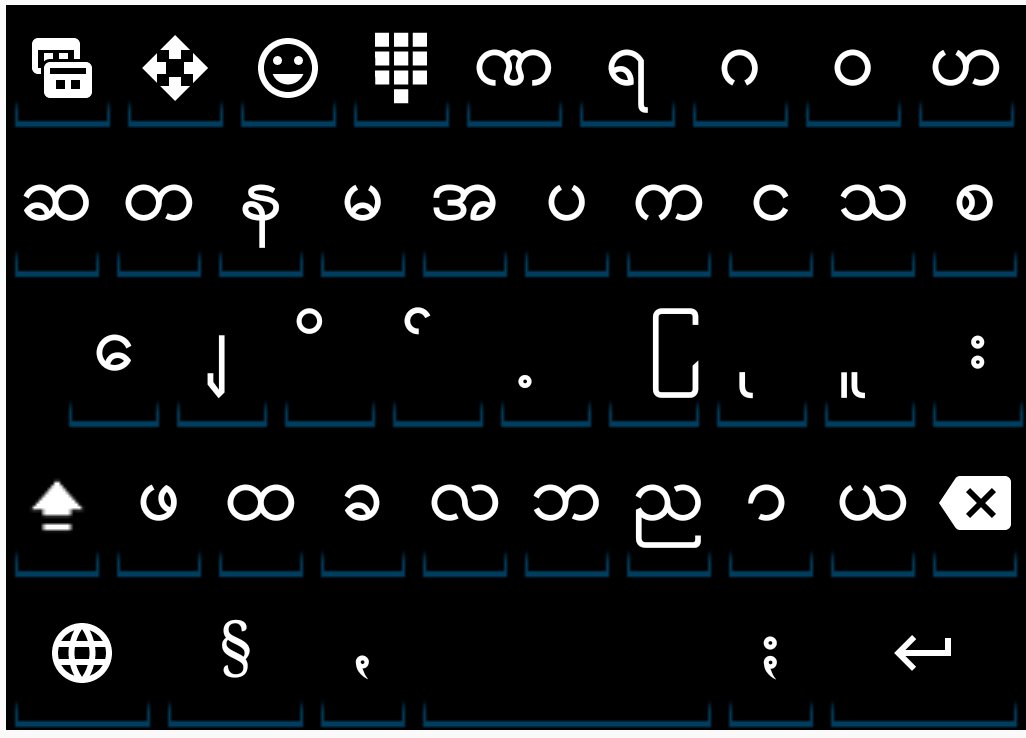 ဏ ရ ဂ ဝ ဟ
ဆ တ န မ အ ပ က င သ စ
ေ ျ ိ ် ့ ြ ု ူ း
ဖ ထ ခ လ ဘ ည ာ ယ
§